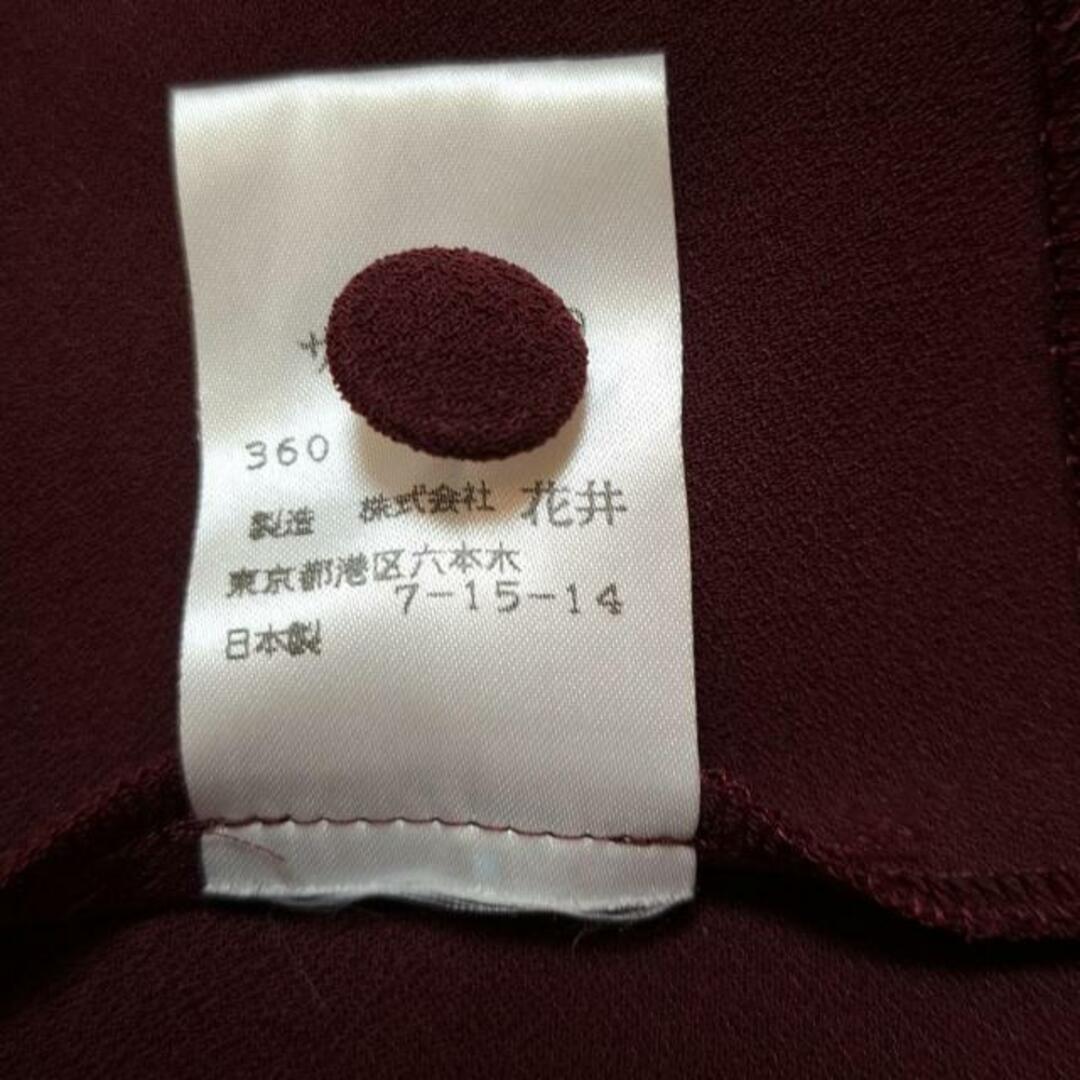 360
製造 株式会社 花井
東京都港区六本木
7-15-14
日本製